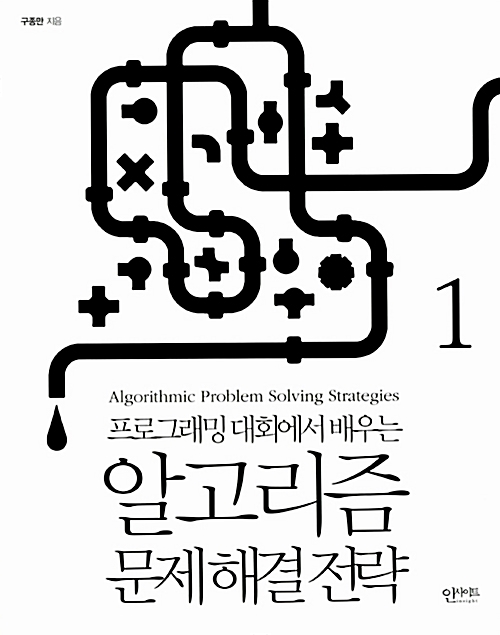 구종만 지음
1
Algorithmic Problem Solving Strategies
프로그래밍 대회에서 배우는
알고리즘
문제 해결 전략
인사이트
insight